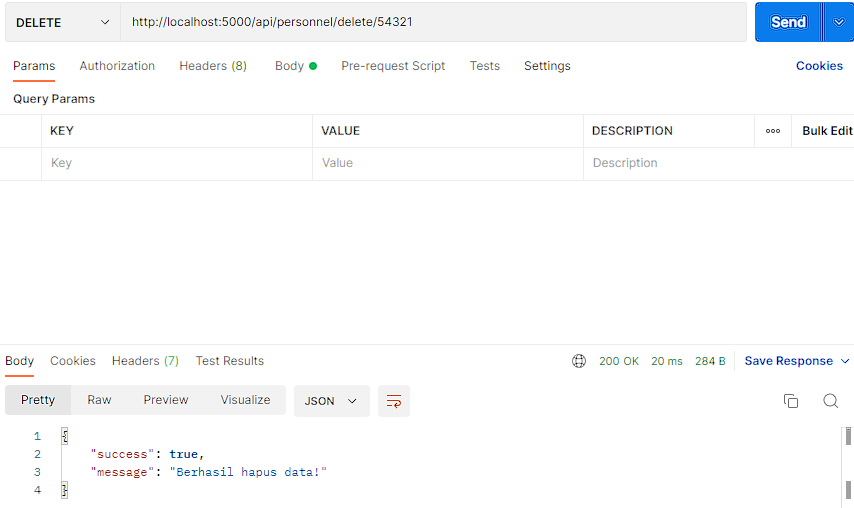 DELETE http://localhost:5000/api/personnel/delete/54321 Send
Params Authorization Headers (8) Body Pre-request Script Tests Settings Cookies
Query Params
KEY VALUE DESCRIPTION ooo Bulk Edit
Key Value Description
Body Cookies Headers (7) Test Results 200 OK 20 ms 284 B Save Response
Pretty Raw Preview Visualize JSON
1 {
2 "success": true,
3 "message": "Berhasil hapus data!"
4 }